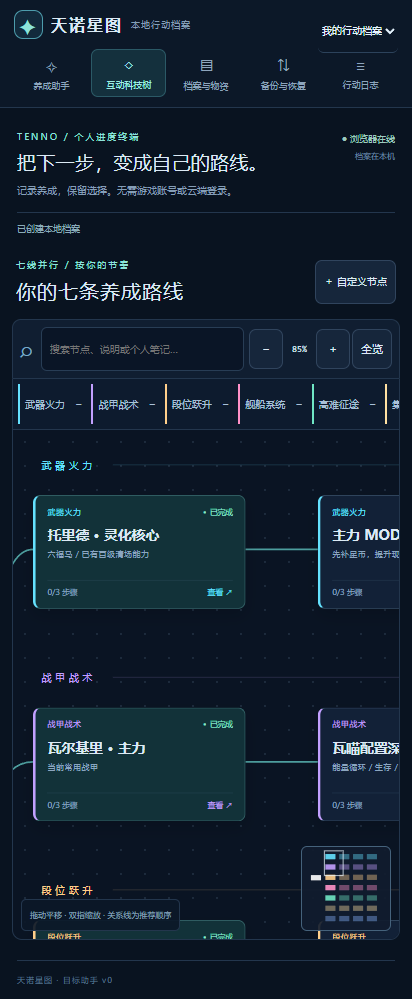 天诺星图 本地行动档案
我的行动档案
养成助手 互动科技树 档案与物资 备份与恢复 行动日志
TENNO / 个人进度终端
浏览器在线
把下一步，变成自己的路线。
档案在本机
记录养成，保留选择。无需游戏账号或云端登录。
已创建本地档案
七线并行 / 按你的节奏
你的七条养成路线
+ 自定义节点
搜索节点、说明或个人笔记…
− 85% + 全览
武器火力 − 战甲战术 − 段位跃升 − 舰船系统 − 高难征途 −
武器火力
武器火力 • 已完成
托里德 • 灵化核心
六福马 / 已有巨级清场能力
0/3 步骤 查看 ↗
武器火力
主力 MOD
先补足币，提升现
0/3 步骤
战甲战术
战甲战术 • 已完成
瓦尔基里 • 主力
当前常用战甲
0/3 步骤 查看 ↗
战甲战术
瓦喵配置深
能量循环 / 生存 /
0/3 步骤
段位跃升
拖动平移 · 双指缩放 · 关系线为推荐顺序
段位跃升 • 已完成
段位跃升
天诺星图 · 目标助手 v0